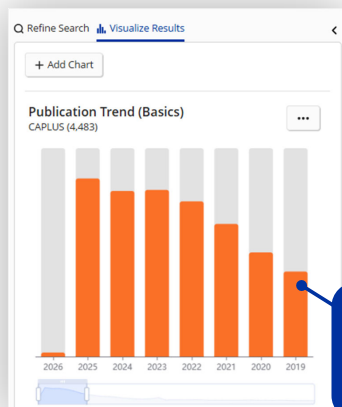 Refine Search Visualize Results
+ Add Chart
Publication Trend (Basics)
CAPLUS (4,483)
2026 2025 2024 2023 2022 2021 2020 2019